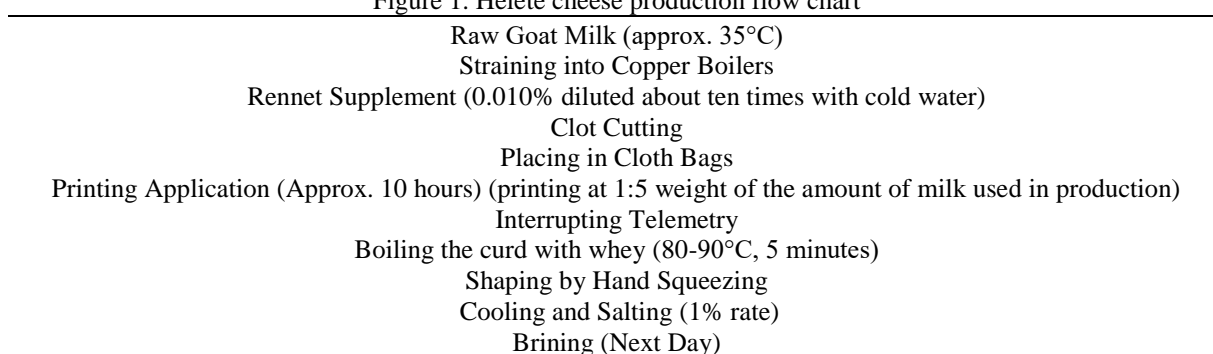 Figure 1. Helete cheese production flow chart
Raw Goat Milk (approx. 35°C)
Straining into Copper Boilers
Rennet Supplement (0.010% diluted about ten times with cold water)
Clot Cutting
Placing in Cloth Bags
Printing Application (Approx. 10 hours) (printing at 1:5 weight of the amount of milk used in production)
Interrupting Telemetry
Boiling the curd with whey (80-90°C, 5 minutes)
Shaping by Hand Squeezing
Cooling and Salting (1% rate)
Brining (Next Day)